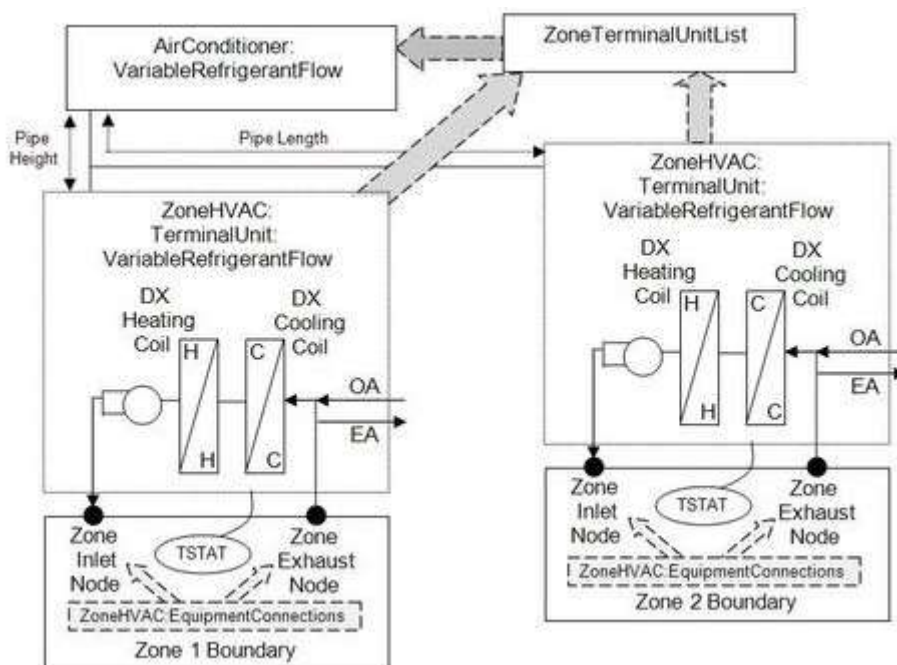 AirConditioner:
VariableRefrigerantFlow
ZoneTerminalUnitList
Pipe
Height
Pipe Length
ZoneHVAC:
TerminalUnit:
VariableRefrigerantFlow
DX
Heating
Coil
DX
Cooling
Coil
H
H
C
C
OA
EA
Zone
Inlet
Node
TSTAT
Zone
Exhaust
Node
ZoneHVAC:EquipmentConnections
Zone 1 Boundary
ZoneHVAC:
TerminalUnit:
VariableRefrigerantFlow
DX
Heating
Coil
DX
Cooling
Coil
H
H
C
C
OA
EA
Zone
Inlet
Node
TSTAT
Zone
Exhaust
Node
ZoneHVAC:EquipmentConnections
Zone 2 Boundary